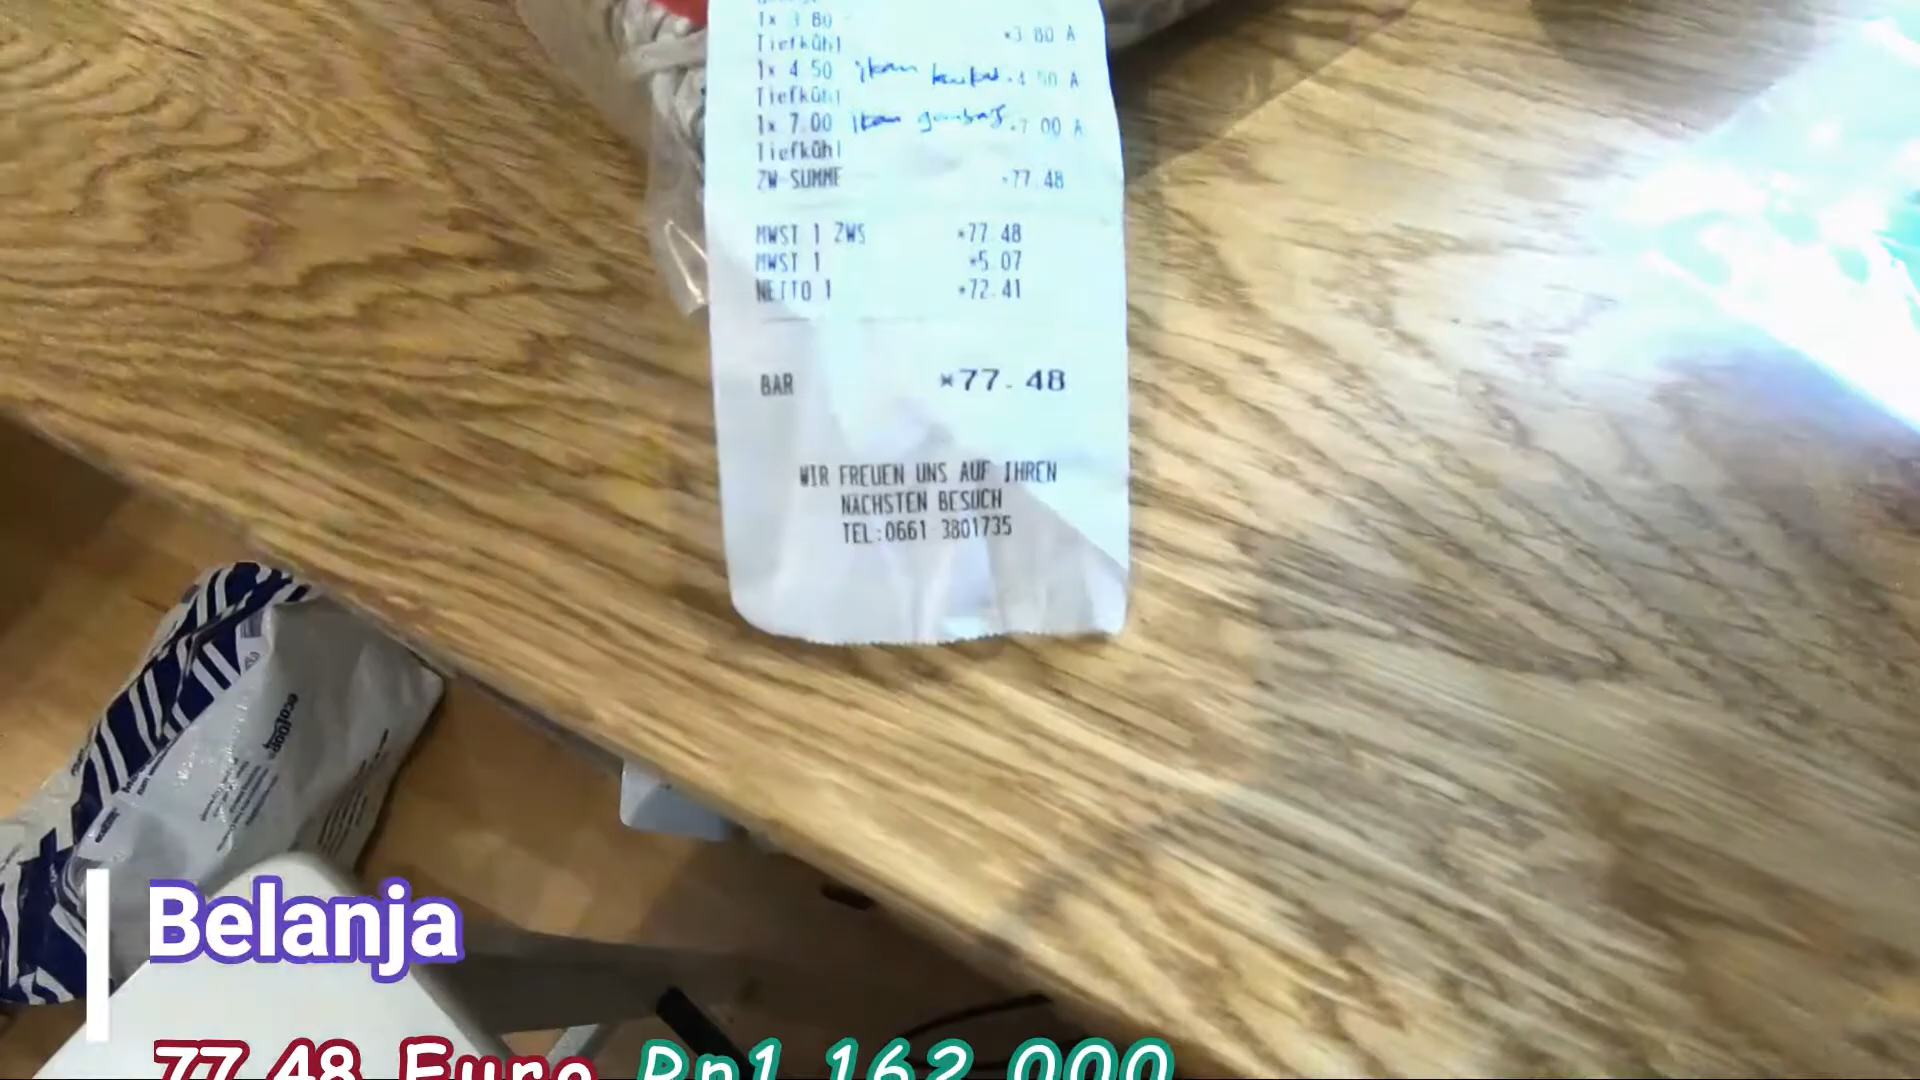 1x 3 80
*3 80 A
Tiefkühl
1x 4 50 ikan *4 50 A
Tiefkühl
1x 7.00 ikan *7 00 A
Tiefkühl
ZW-SUMME *77 48
MWST 1 ZWS *77 48
MWST 1 *5.07
NETTO 1 *72.41
BAR *77.48
WIR FREUEN UNS AUF IHREN
NÄCHSTEN BESUCH
TEL:0661 3801735
Belanja
77,48 Euro Rp1.162.000